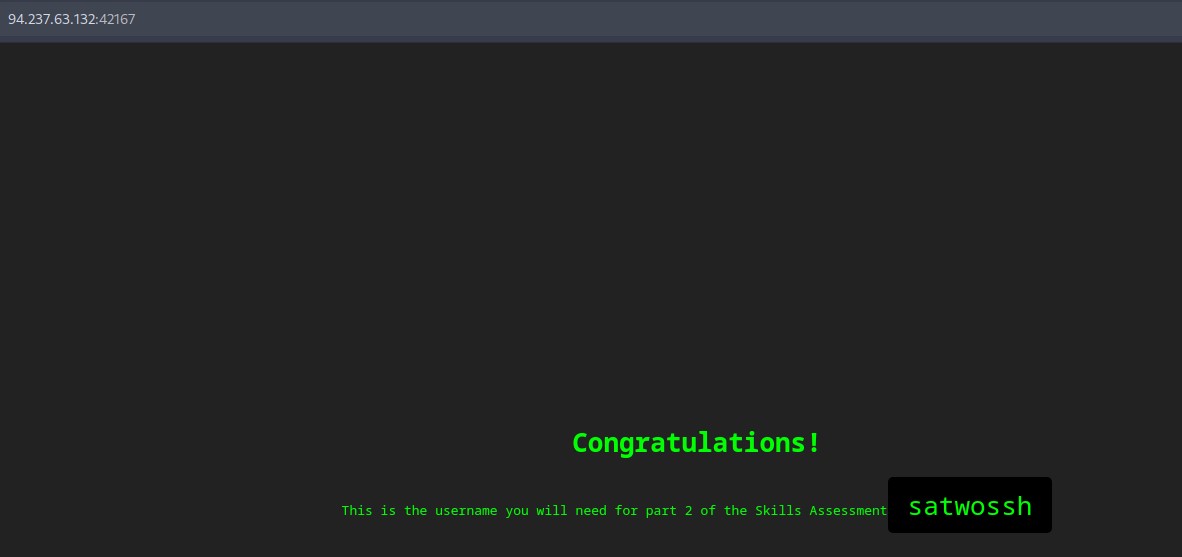 94.237.63.132:42167
Congratulations!
This is the username you will need for part 2 of the Skills Assessment satwossh